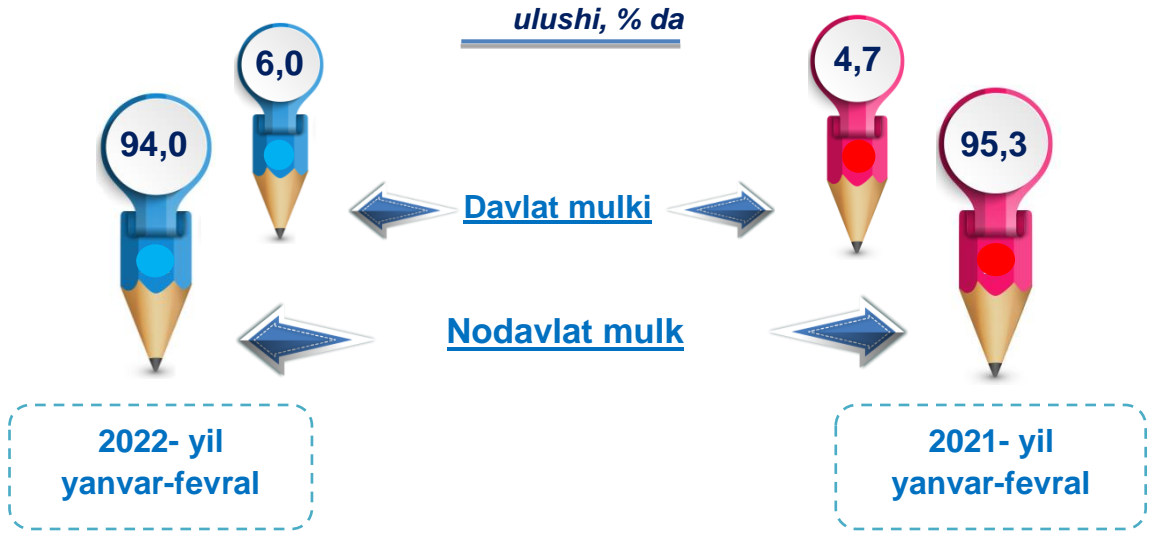 ulushi, % da
6,0
4,7
94,0
95,3
Davlat mulki
Nodavlat mulk
2022- yil
yanvar-fevral
2021- yil
yanvar-fevral